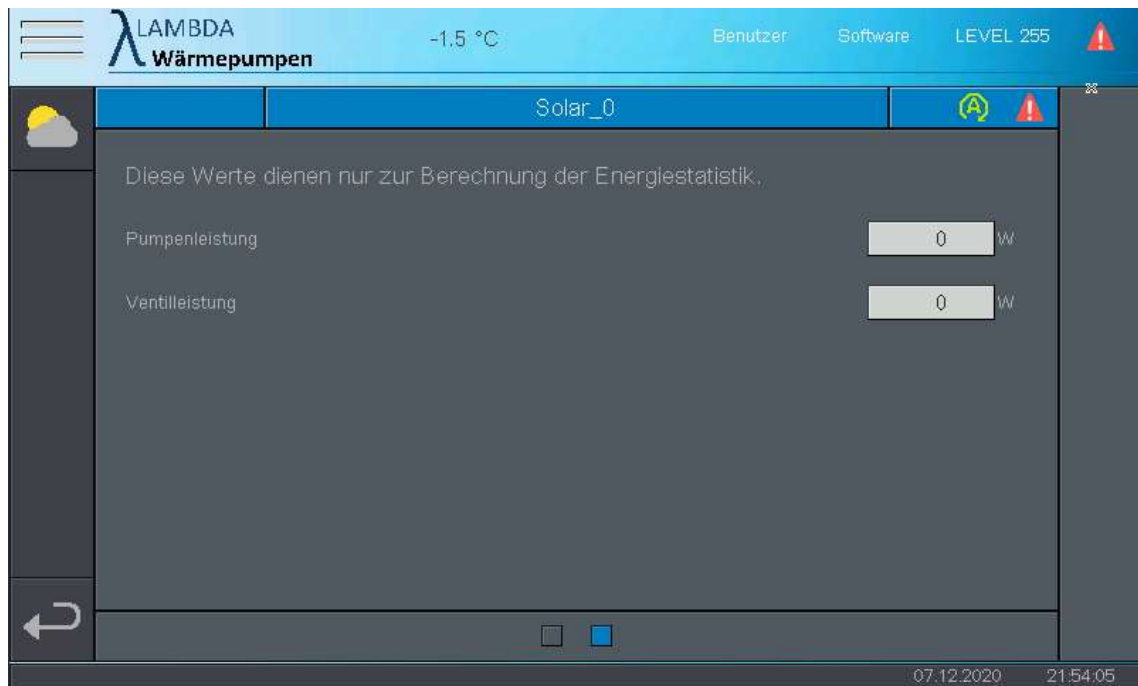 λLAMBDA
Wärmepumpen
-1.5 °C
Benutzer Software LEVEL 255
Solar_0
A
Diese Werte dienen nur zur Berechnung der Energiestatistik.
Pumpenleistung 0 W
Ventilleistung 0 W
07.12.2020 21:54:05